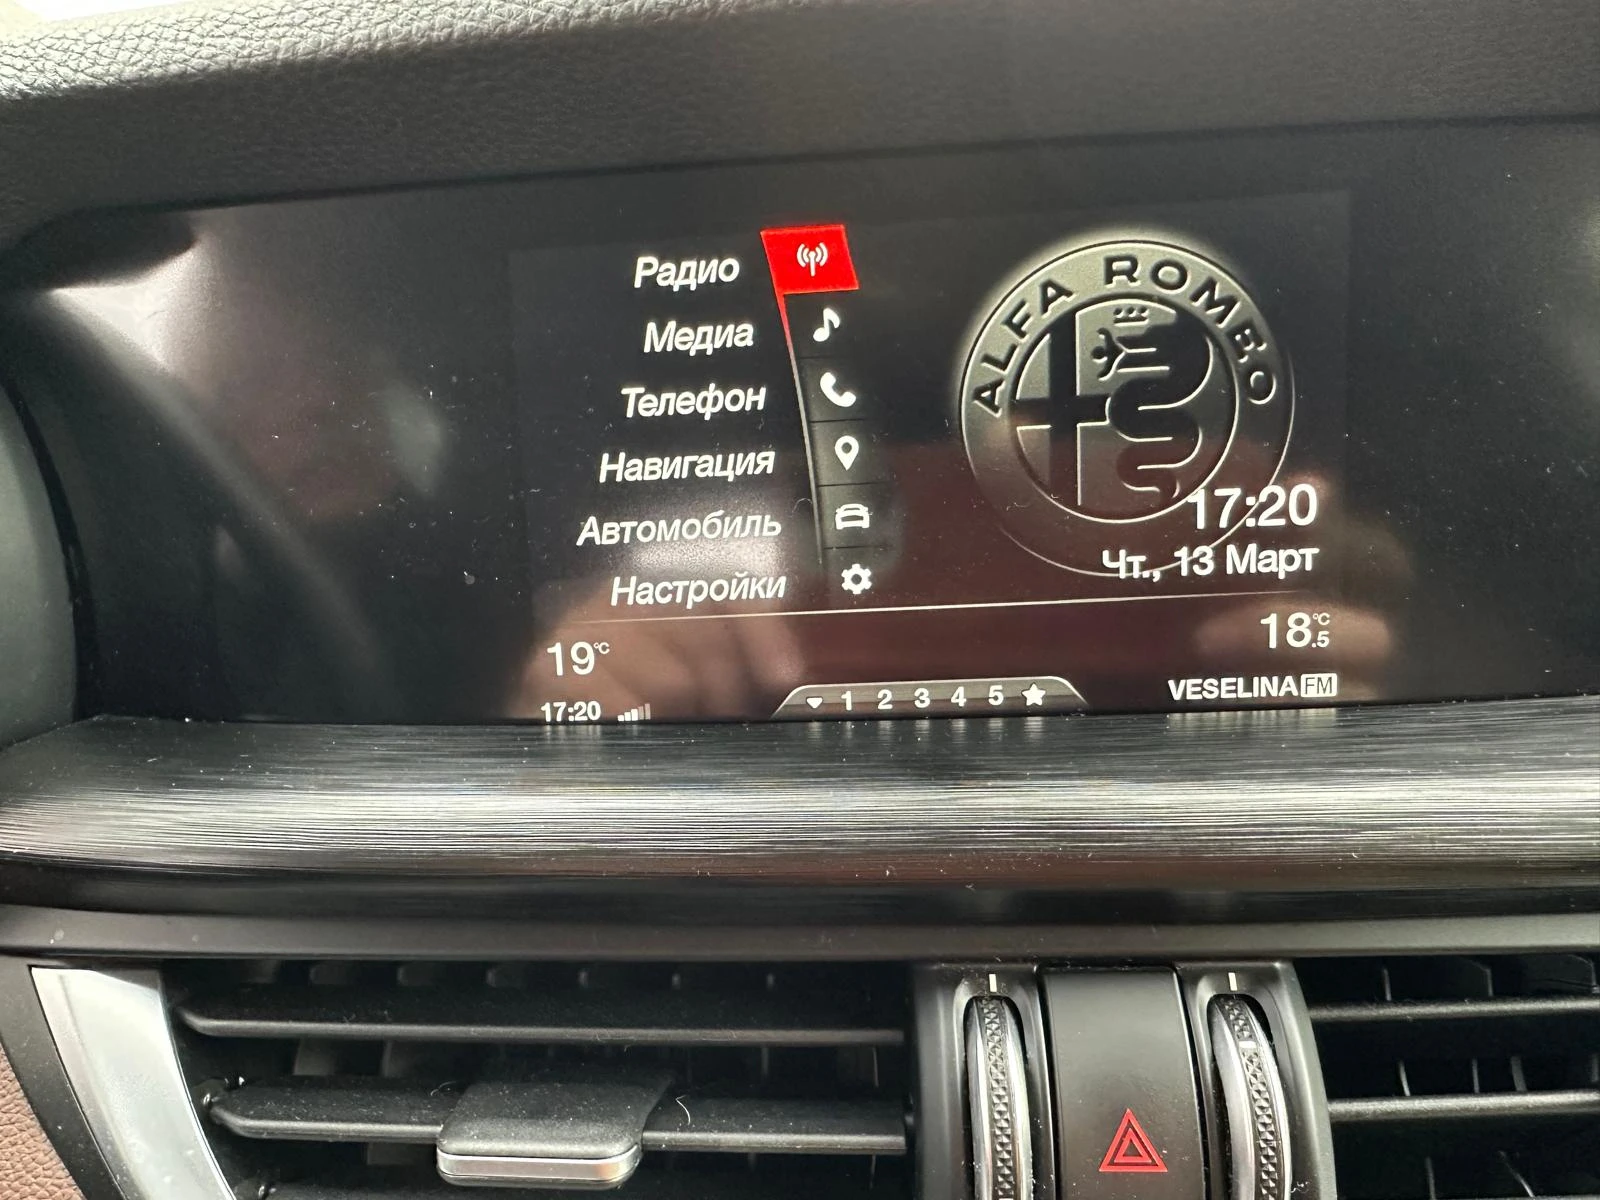 Радио
Медиа
Телефон
Навигация
Автомобиль
Настройки
ALFA ROMEO
17:20
Чт., 13 Март
19°C
18.5°C
17:20
1 2 3 4 5
VESELINA FM